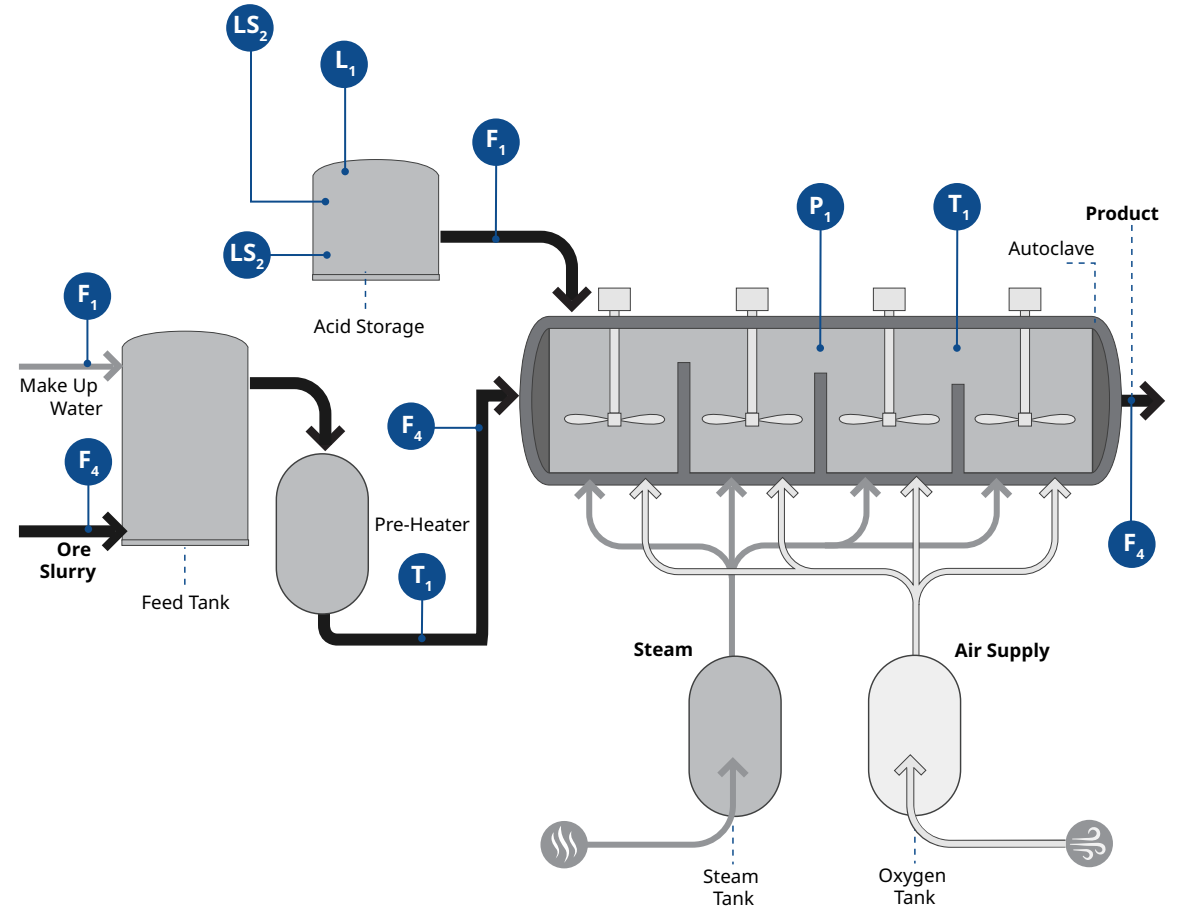 LS2
L1
F1
P1
T1
Product
Autoclave
LS2
F1
Acid Storage
Make Up
Water
F4
F4
Ore
Slurry
Pre-Heater
F4
T1
Feed Tank
Steam
Air Supply
Steam
Tank
Oxygen
Tank